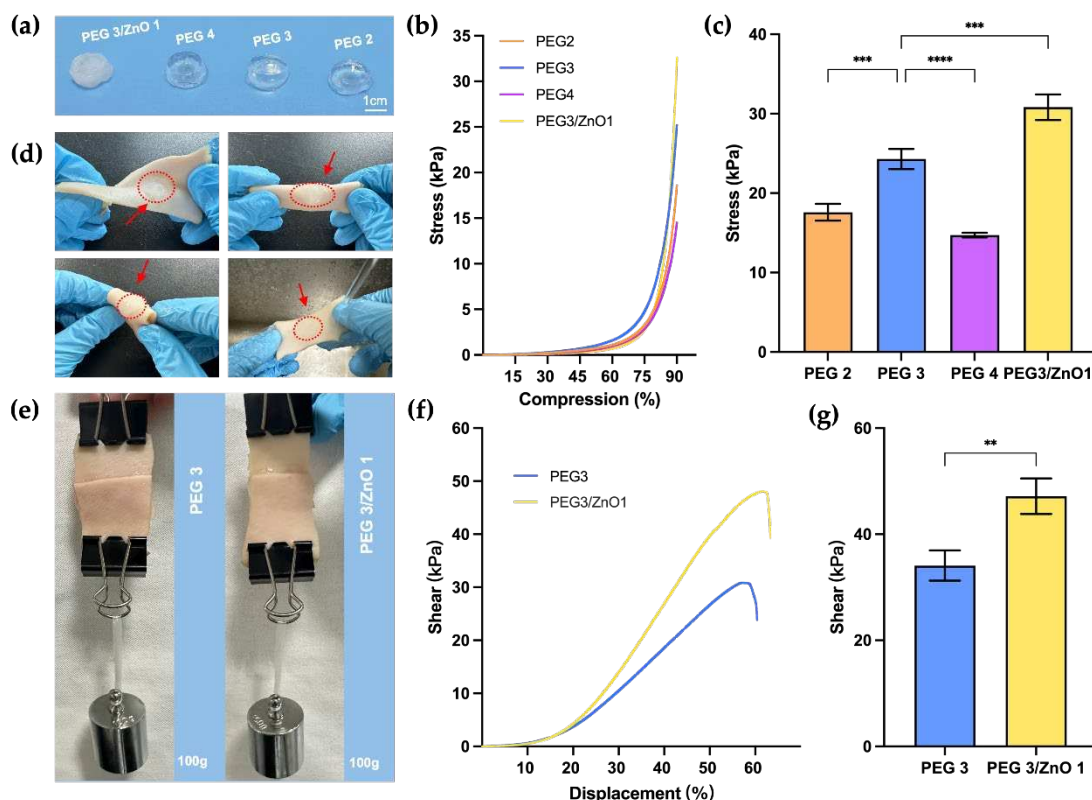 (a)
PEG 3/ZnO 1
PEG 4
PEG 3
PEG 2
1cm
(b)
Stress (kPa)
35
30
25
20
15
10
5
0
PEG2
PEG3
PEG4
PEG3/ZnO1
15 30 45 60 75 90
Compression (%)
(c)
*** 
***
****
Stress (kPa)
40
30
20
10
0
PEG 2 PEG 3 PEG 4 PEG3/ZnO1
(d)
(e)
PEG 3
100g
PEG 3/ZnO 1
100g
(f)
Shear (kPa)
60
50
40
30
20
10
0
PEG3
PEG3/ZnO1
10 20 30 40 50 60
Displacement (%)
(g)
**
Shear (kPa)
60
40
20
0
PEG 3 PEG 3/ZnO 1